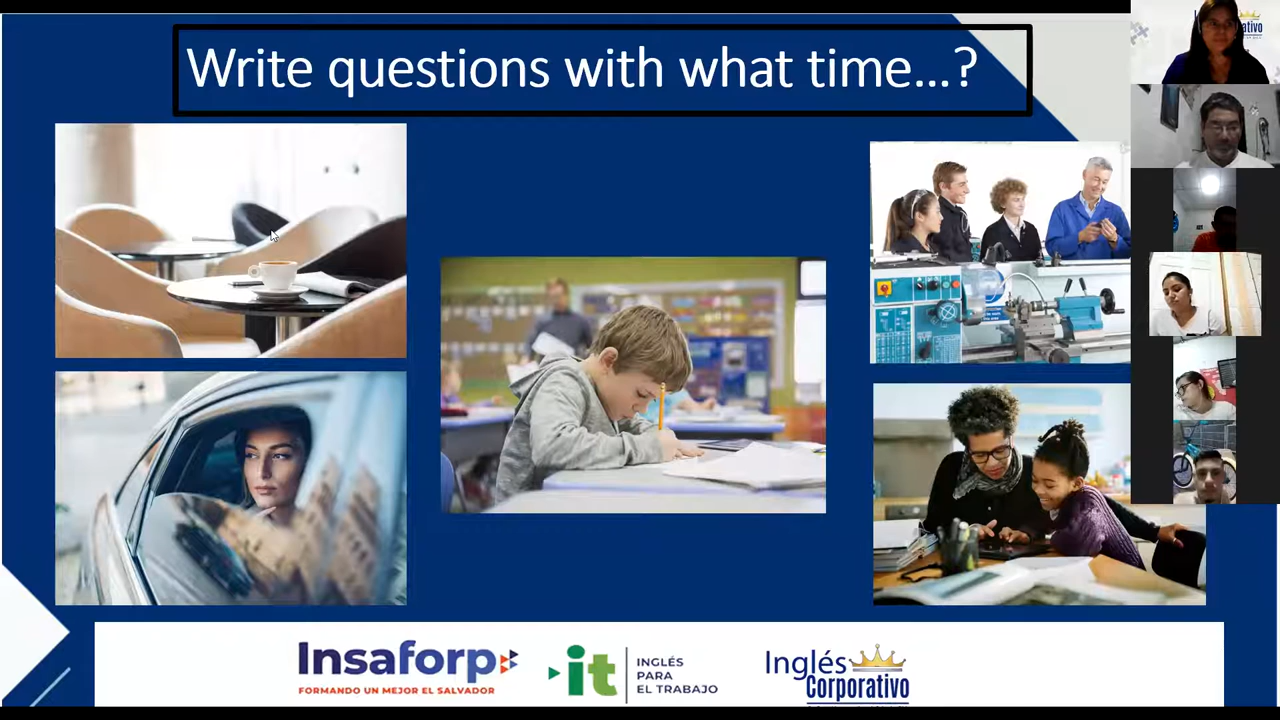 Write questions with what time...?
Insaforp
FORMANDO UN MEJOR EL SALVADOR
it
INGLÉS
PARA
EL TRABAJO
Inglés
Corporativo